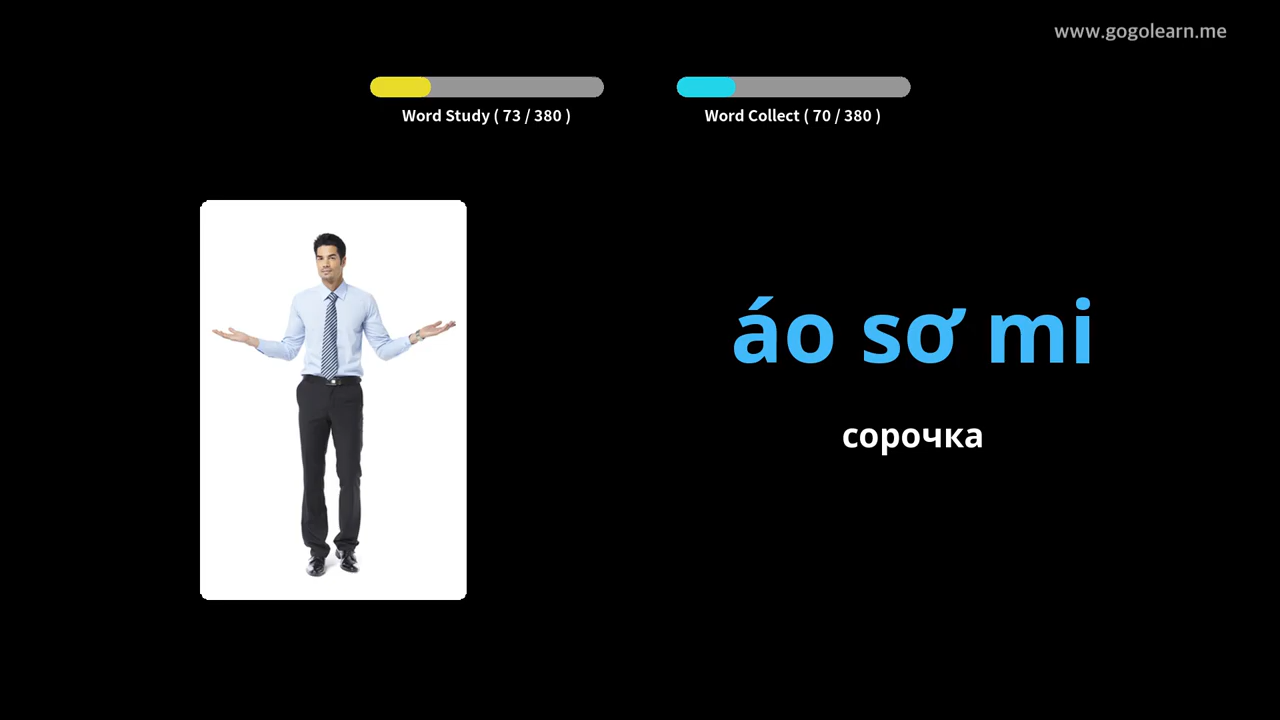 www.gogolearn.me
Word Study ( 73 / 380 )
Word Collect ( 70 / 380 )
áo sơ mi
сорочка